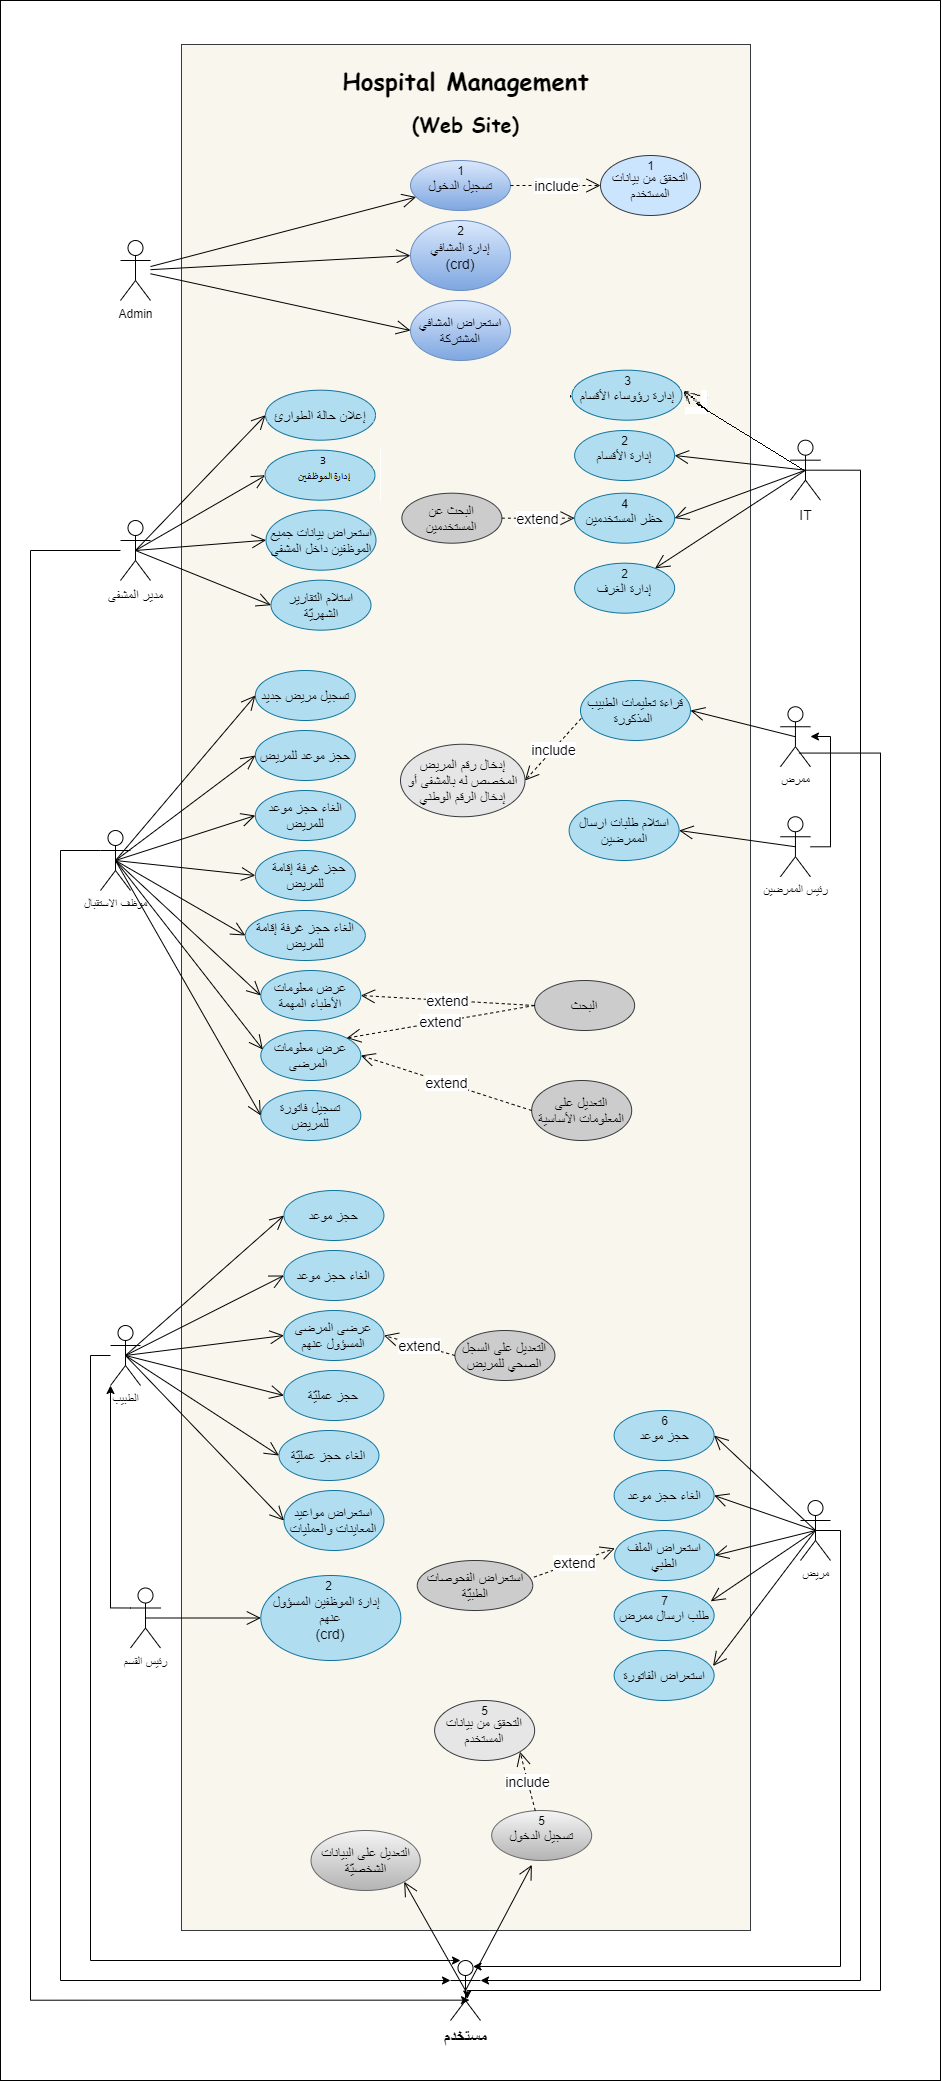 Hospital Management
(Web Site)
1
تسجيل الدخول
include
1
التحقق من بيانات
المستخدم
2
إدارة المشافي
(crd)
Admin
استعراض المشافي
المشتركة
إعلان حالة الطوارئ
3
إدارة الموظفين
استعراض بيانات جميع
الموظفين داخل المشفى
استلام التقارير
الشهريّة
مدير المشفى
3
إدارة رؤوساء الأقسام
2
إدارة الأقسام
البحث عن
المستخدمين
extend
4
حظر المستخدمين
2
إدارة الغرف
IT
تسجيل مريض جديد
حجز موعد للمريض
الغاء حجز موعد
للمريض
حجز غرفة إقامة
للمريض
الغاء حجز غرفة إقامة
للمريض
عرض معلومات
الأطباء المهمة
عرض معلومات
المرضى
تسجيل فاتورة
للمريض
موظف الاستقبال
قراءة تعليمات الطبيب
المذكورة
include
إدخال رقم المريض
المخصص له بالمشفى أو
إدخال الرقم الوطني
ممرض
استلام طلبات ارسال
الممرضين
رئيس الممرضين
extend
البحث
extend
extend
التعديل على
المعلومات الأساسية
حجز موعد
الغاء حجز موعد
عرضى المرضى
المسؤول عنهم
extend
التعديل على السجل
الصحي للمريض
حجز عمليّة
الغاء حجز عمليّة
استعراض مواعيد
المعاينات والعمليات
الطبيب
6
حجز موعد
الغاء حجز موعد
استعراض الملف
الطبي
extend
استعراض الفحوصات
الطبيّة
7
طلب ارسال ممرض
استعراض الفاتورة
مريض
2
إدارة الموظفين المسؤول
عنهم
(crd)
رئيس القسم
5
التحقق من بيانات
المستخدم
include
5
تسجيل الدخول
التعديل على البيانات
الشخصيّة
مستخدم